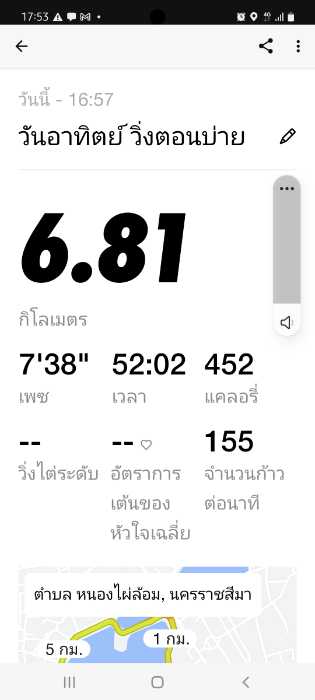 17:53
วันนี้ - 16:57
วันอาทิตย์ วิ่งตอนบ่าย
6.81
กิโลเมตร
7'38" 52:02 452
เพซ เวลา แคลอรี่
-- -- 155
วิ่งไต่ระดับ อัตราการ จำนวนก้าว
เต้นของ ต่อนาที
หัวใจเฉลี่ย
ตำบล หนองไผ่ล้อม, นครราชสีมา
1 กม.
5 กม.